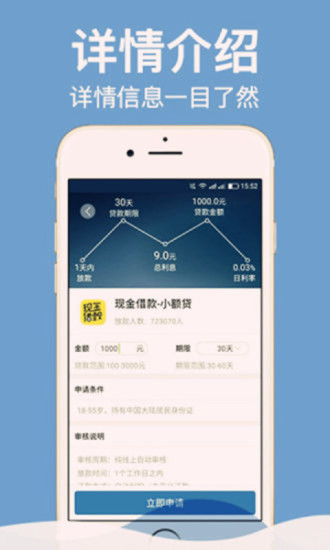 详情介绍
详情信息一目了然
15:52
30天
贷款期限
1000.0元
贷款金额
9.0元
总利息
1天内
放款
0.03%
日利率
现金借款
现金借款-小额贷
放款人数：723070人
金额 1000 元
期限 30天
贷款范围:100-3000元
期限范围:30-60天
申请条件
18-55岁，持有中国大陆居民身份证
审核说明
审核周期：纯线上自动审核
放款时间：1个工作日之内
立即申请